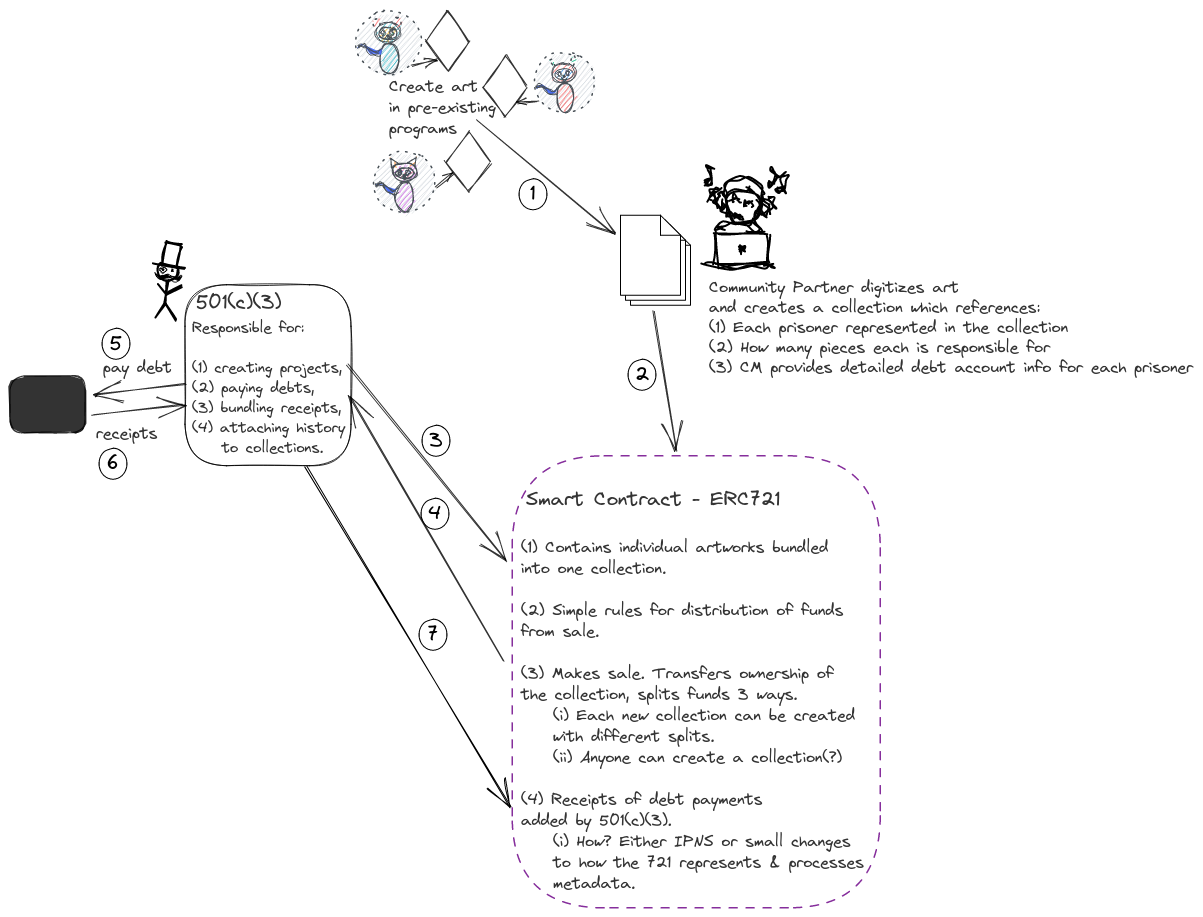 Create art
in pre-existing
programs
1
Community Partner digitizes art
and creates a collection which references:
(1) Each prisoner represented in the collection
(2) How many pieces each is responsible for
(3) CM provides detailed debt account info for each prisoner
2
501(c)(3)
Responsible for:
(1) creating projects,
(2) paying debts,
(3) bundling receipts,
(4) attaching history
to collections.
5
pay debt
receipts
6
3
4
7
Smart Contract - ERC721
(1) Contains individual artworks bundled
into one collection.
(2) Simple rules for distribution of funds
from sale.
(3) Makes sale. Transfers ownership of
the collection, splits funds 3 ways.
(i) Each new collection can be created
with different splits.
(ii) Anyone can create a collection(?)
(4) Receipts of debt payments
added by 501(c)(3).
(i) How? Either IPNS or small changes
to how the 721 represents & processes
metadata.